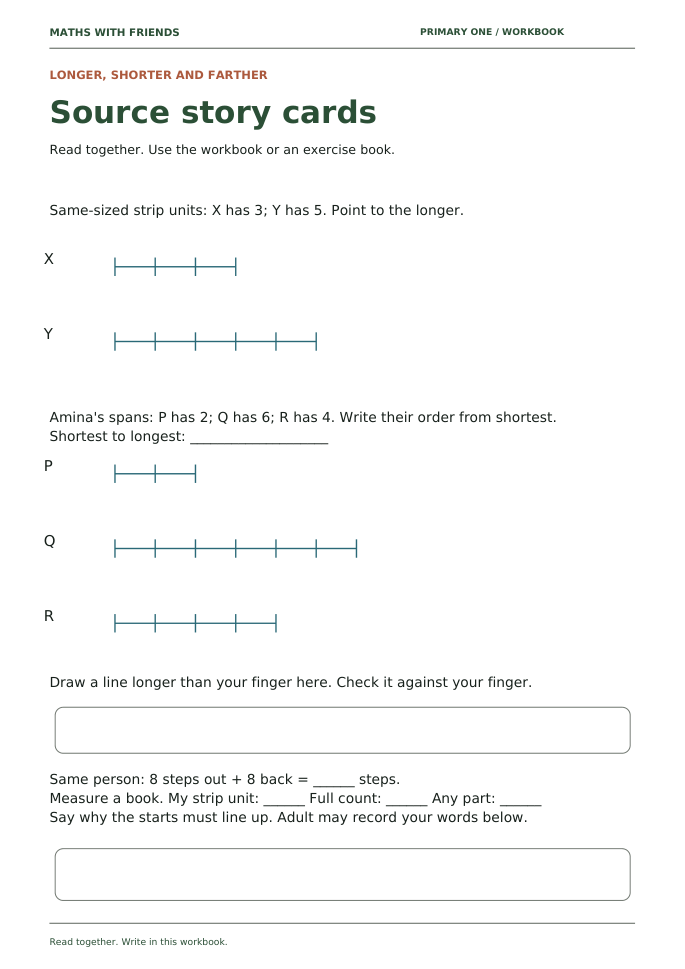 MATHS WITH FRIENDS
PRIMARY ONE / WORKBOOK
LONGER, SHORTER AND FARTHER
Source story cards
Read together. Use the workbook or an exercise book.
Same-sized strip units: X has 3; Y has 5. Point to the longer.
X
Y
Amina's spans: P has 2; Q has 6; R has 4. Write their order from shortest.
Shortest to longest: ____________________
P
Q
R
Draw a line longer than your finger here. Check it against your finger.
Same person: 8 steps out + 8 back = ______ steps.
Measure a book. My strip unit: ______ Full count: ______ Any part: ______
Say why the starts must line up. Adult may record your words below.
Read together. Write in this workbook.